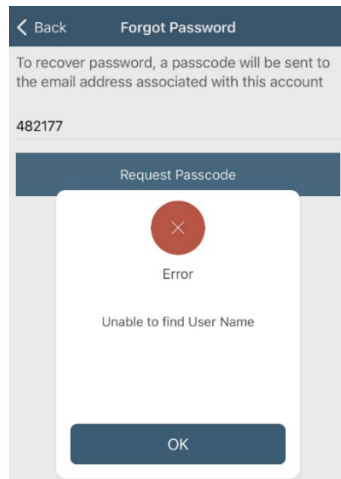 Back Forgot Password
To recover password, a passcode will be sent to
the email address associated with this account
482177
Request Passcode
Error
Unable to find User Name
OK